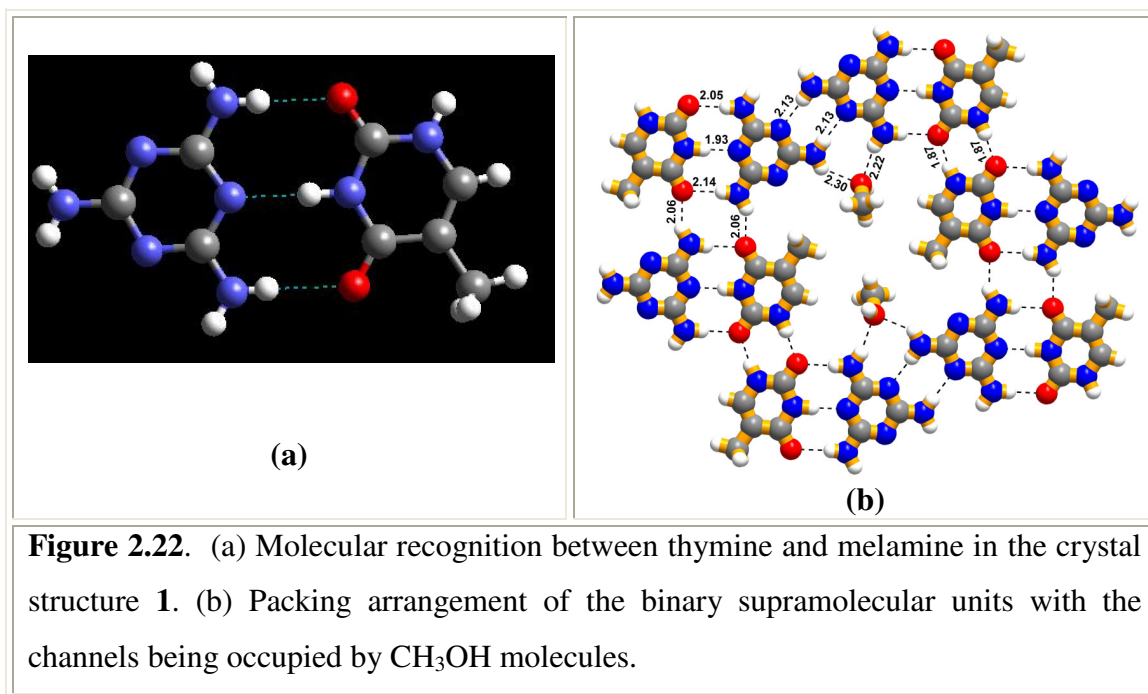 2.05
2.13
1.93
2.13
2.22
1.87
1.87
2.14
2.30
2.06
2.06
(a)
(b)
Figure 2.22. (a) Molecular recognition between thymine and melamine in the crystal
structure 1. (b) Packing arrangement of the binary supramolecular units with the
channels being occupied by CH₃OH molecules.